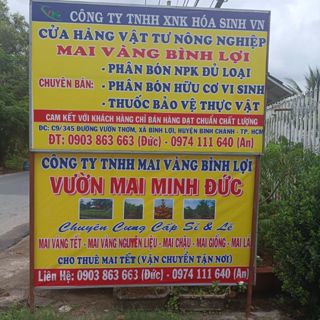 CÔNG TY TNHH XNK HÓA SINH VN
CỬA HÀNG VẬT TƯ NÔNG NGHIỆP
MAI VÀNG BÌNH LỢI
CHUYÊN BÁN:
- PHÂN BÓN NPK ĐỦ LOẠI
- PHÂN BÓN HỮU CƠ VI SINH
- THUỐC BẢO VỆ THỰC VẬT
CAM KẾT VỚI KHÁCH HÀNG CHỈ BÁN HÀNG ĐẠT CHUẨN CHẤT LƯỢNG
ĐC: C9/345 ĐƯỜNG VƯỜN THƠM, XÃ BÌNH LỢI, HUYỆN BÌNH CHÁNH - TP. HCM
ĐT: 0903 863 663 (Đức) - 0974 111 640 (An)
CÔNG TY TNHH MAI VÀNG BÌNH LỢI
VƯỜN MAI MINH ĐỨC
Chuyên Cung Cấp Sỉ & Lẻ
MAI VÀNG TẾT - MAI VÀNG NGUYÊN LIỆU - MAI CHẬU - MAI GIỐNG - MAI LÁ
CHO THUÊ MAI TẾT (VẬN CHUYỂN TẬN NƠI)
Liên Hệ: 0903 863 663 (Đức) - 0974 111 640 (An)